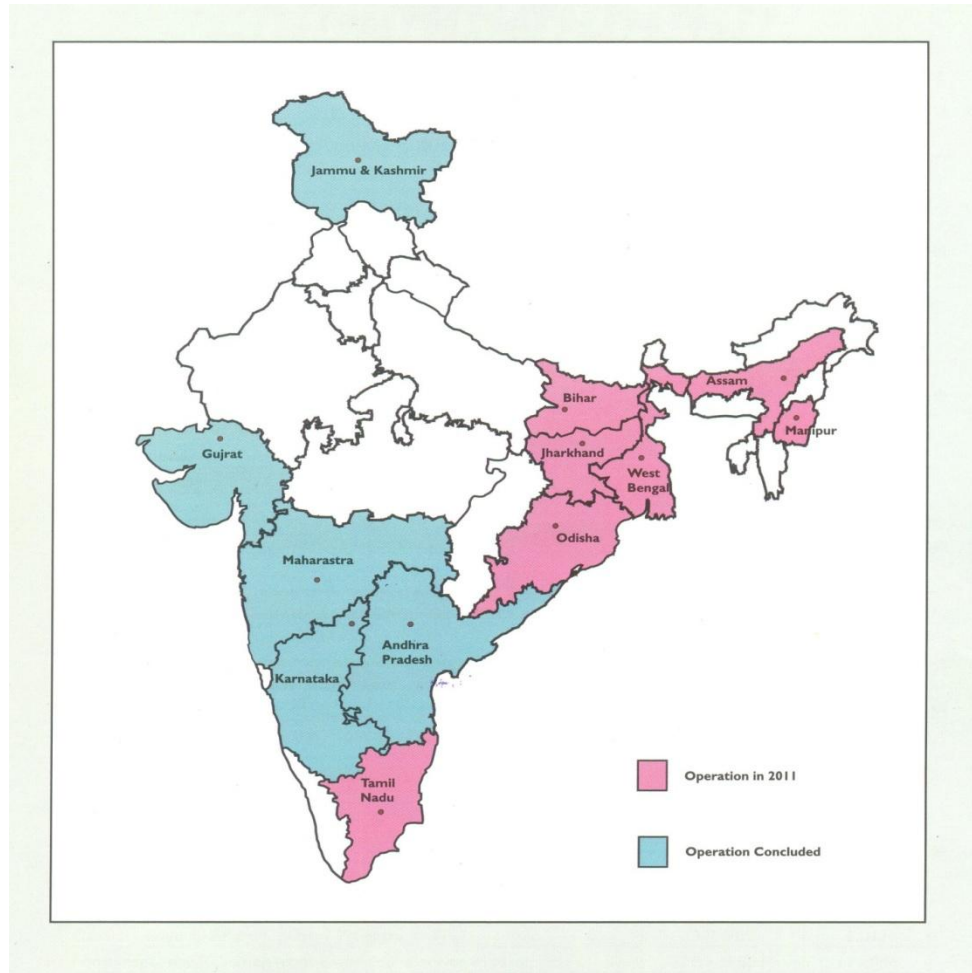 Jammu & Kashmir
Assam
Bihar
Manipur
Gujrat
Jharkhand
West
Bengal
Odisha
Maharastra
Andhra
Pradesh
Karnataka
Tamil
Nadu
Operation in 2011
Operation Concluded